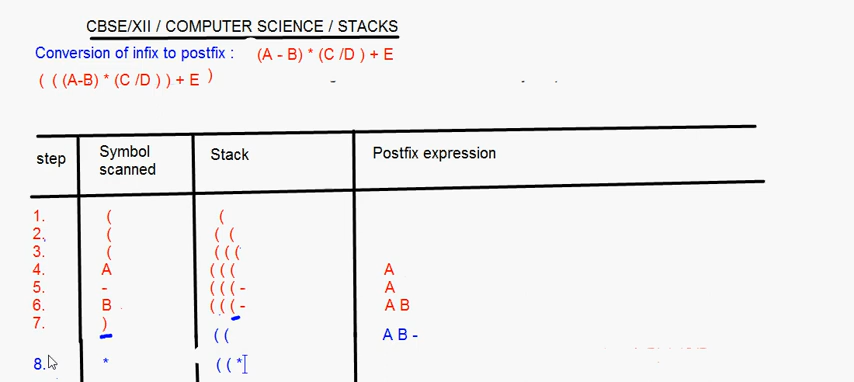 CBSE/XII / COMPUTER SCIENCE / STACKS
Conversion of infix to postfix : (A - B) * (C /D ) + E
( ( (A-B) * (C /D ) ) + E )
step Symbol scanned Stack Postfix expression
1. ( (
2. ( ( (
3. ( ( ( (
4. A ( ( ( A
5. - ( ( ( - A
6. B ( ( ( - A B
7. ) ( ( A B -
8. * ( ( *